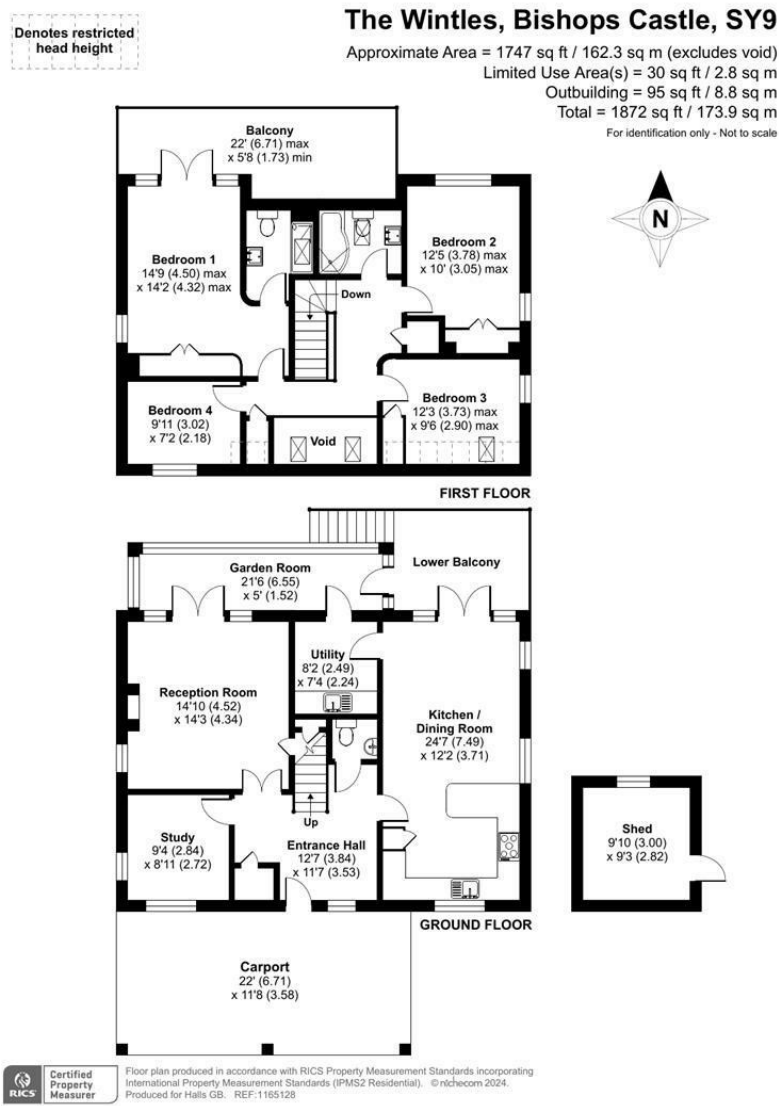 The Wintles, Bishops Castle, SY9
Approximate Area = 1747 sq ft / 162.3 sq m (excludes void)
Limited Use Area(s) = 30 sq ft / 2.8 sq m
Outbuilding = 95 sq ft / 8.8 sq m
Total = 1872 sq ft / 173.9 sq m
For identification only - Not to scale
Denotes restricted
head height
Balcony
22' (6.71) max
x 5'8 (1.73) min
N
Bedroom 1
14'9 (4.50) max
x 14'2 (4.32) max
Bedroom 2
12'5 (3.78) max
x 10' (3.05) max
Down
Bedroom 4
9'11 (3.02)
x 7'2 (2.18)
Void
Bedroom 3
12'3 (3.73) max
x 9'6 (2.90) max
FIRST FLOOR
Garden Room
21'6 (6.55)
x 5' (1.52)
Lower Balcony
Utility
8'2 (2.49)
x 7'4 (2.24)
Reception Room
14'10 (4.52)
x 14'3 (4.34)
Kitchen /
Dining Room
24'7 (7.49)
x 12'2 (3.71)
Up
Study
9'4 (2.84)
x 8'11 (2.72)
Entrance Hall
12'7 (3.84)
x 11'7 (3.53)
Shed
9'10 (3.00)
x 9'3 (2.82)
GROUND FLOOR
Carport
22' (6.71)
x 11'8 (3.58)
RICS
Certified
Property
Measurer
Floor plan produced in accordance with RICS Property Measurement Standards incorporating
International Property Measurement Standards (IPMS2 Residential). © nichecom 2024.
Produced for Halls GB. REF:1165128